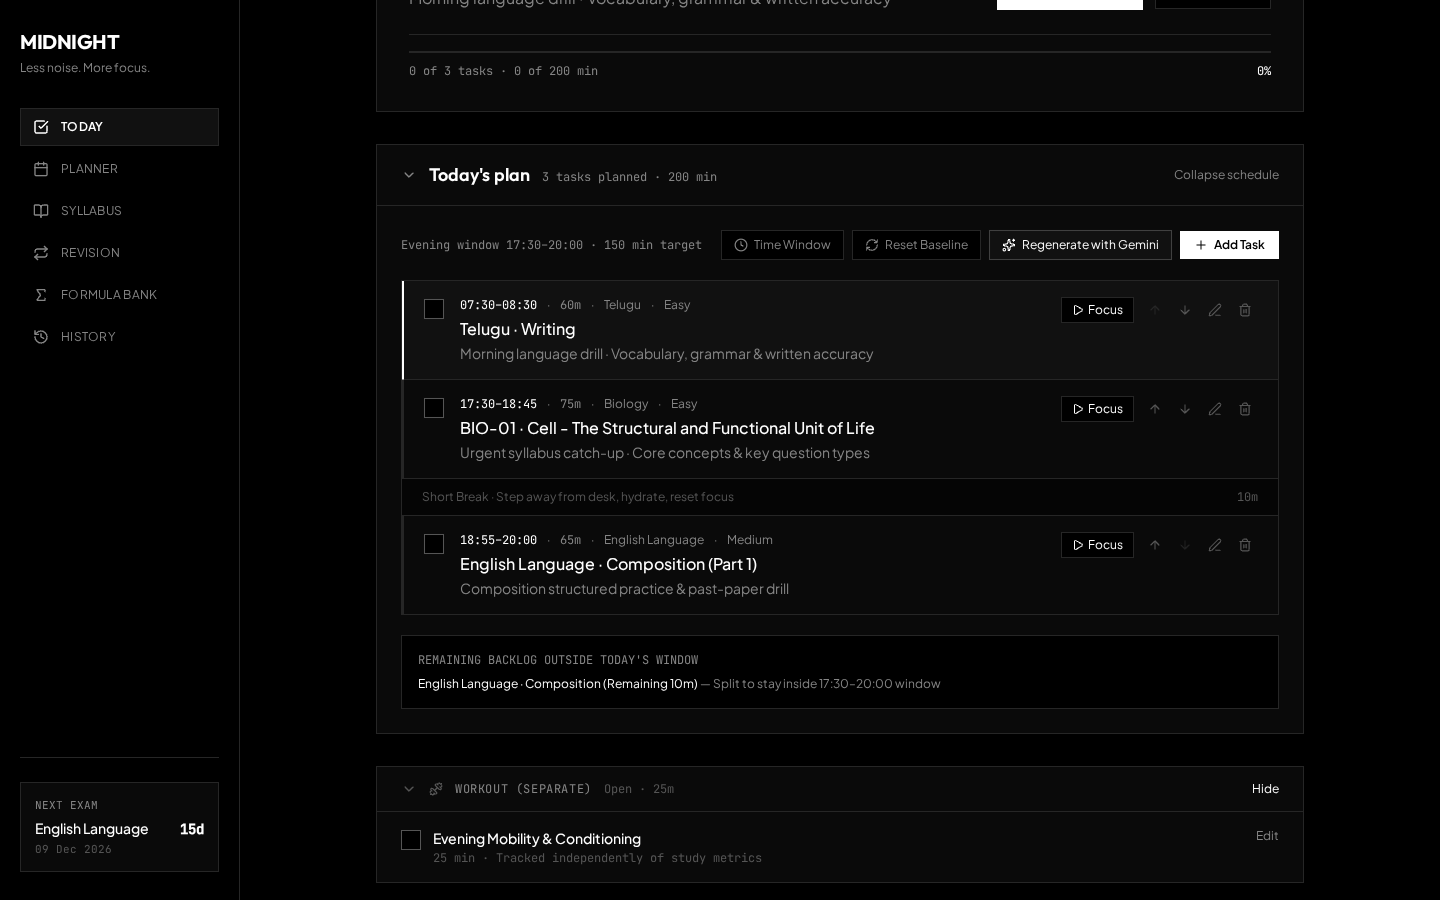 MIDNIGHT
Less noise. More focus.
TODAY
PLANNER
SYLLABUS
REVISION
FORMULA BANK
HISTORY
NEXT EXAM
English Language 15d
09 Dec 2026
Morning language drill · Vocabulary, grammar & written accuracy
0 of 3 tasks · 0 of 200 min 0%
Today's plan 3 tasks planned · 200 min Collapse schedule
Evening window 17:30–20:00 · 150 min target Time Window Reset Baseline Regenerate with Gemini + Add Task
07:30–08:30 · 60m · Telugu · Easy Focus
Telugu · Writing
Morning language drill · Vocabulary, grammar & written accuracy
17:30–18:45 · 75m · Biology · Easy Focus
BIO-01 · Cell - The Structural and Functional Unit of Life
Urgent syllabus catch-up · Core concepts & key question types
Short Break · Step away from desk, hydrate, reset focus 10m
18:55–20:00 · 65m · English Language · Medium Focus
English Language · Composition (Part 1)
Composition structured practice & past-paper drill
REMAINING BACKLOG OUTSIDE TODAY'S WINDOW
English Language · Composition (Remaining 10m) — Split to stay inside 17:30–20:00 window
WORKOUT (SEPARATE) Open · 25m Hide
Evening Mobility & Conditioning Edit
25 min · Tracked independently of study metrics